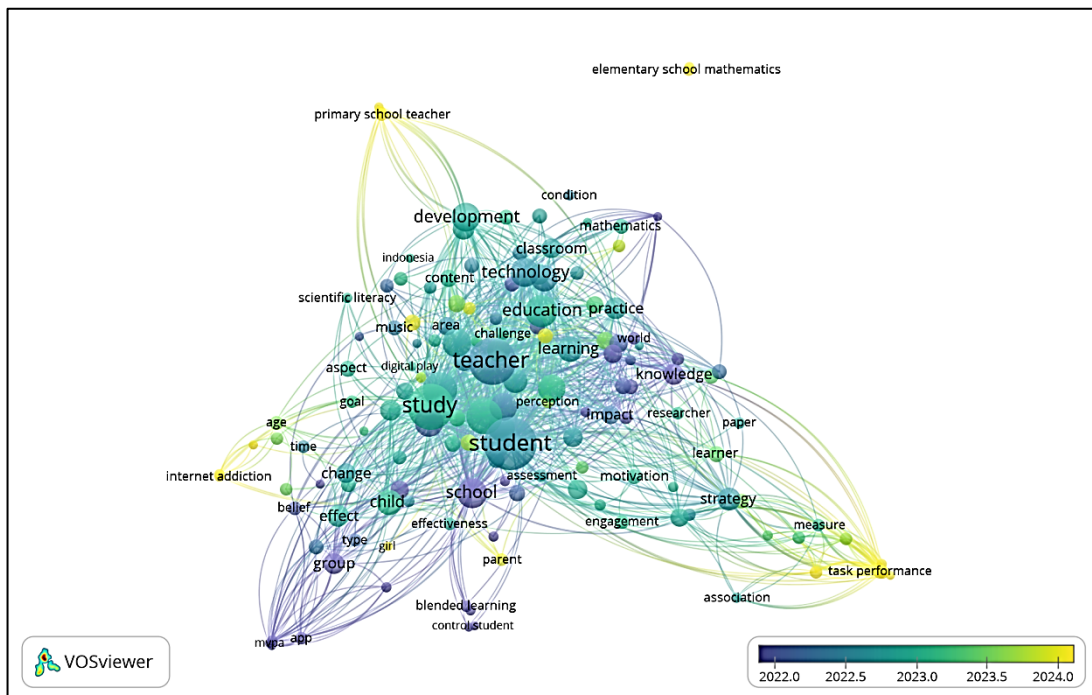 elementary school mathematics
primary school teacher
condition
development
mathematics
classroom
indonesia
technology
content
scientific literacy
education
practice
music
area
challenge
world
teacher
learning
aspect
digital play
knowledge
goal
study
perception
impact
researcher
paper
age
time
student
learner
internet addiction
change
assessment
motivation
strategy
belief
child
school
effect
effectiveness
engagement
measure
type
girl
group
parent
task performance
association
blended learning
control student
mvpa
app
VOSviewer
2022.0
2022.5
2023.0
2023.5
2024.0